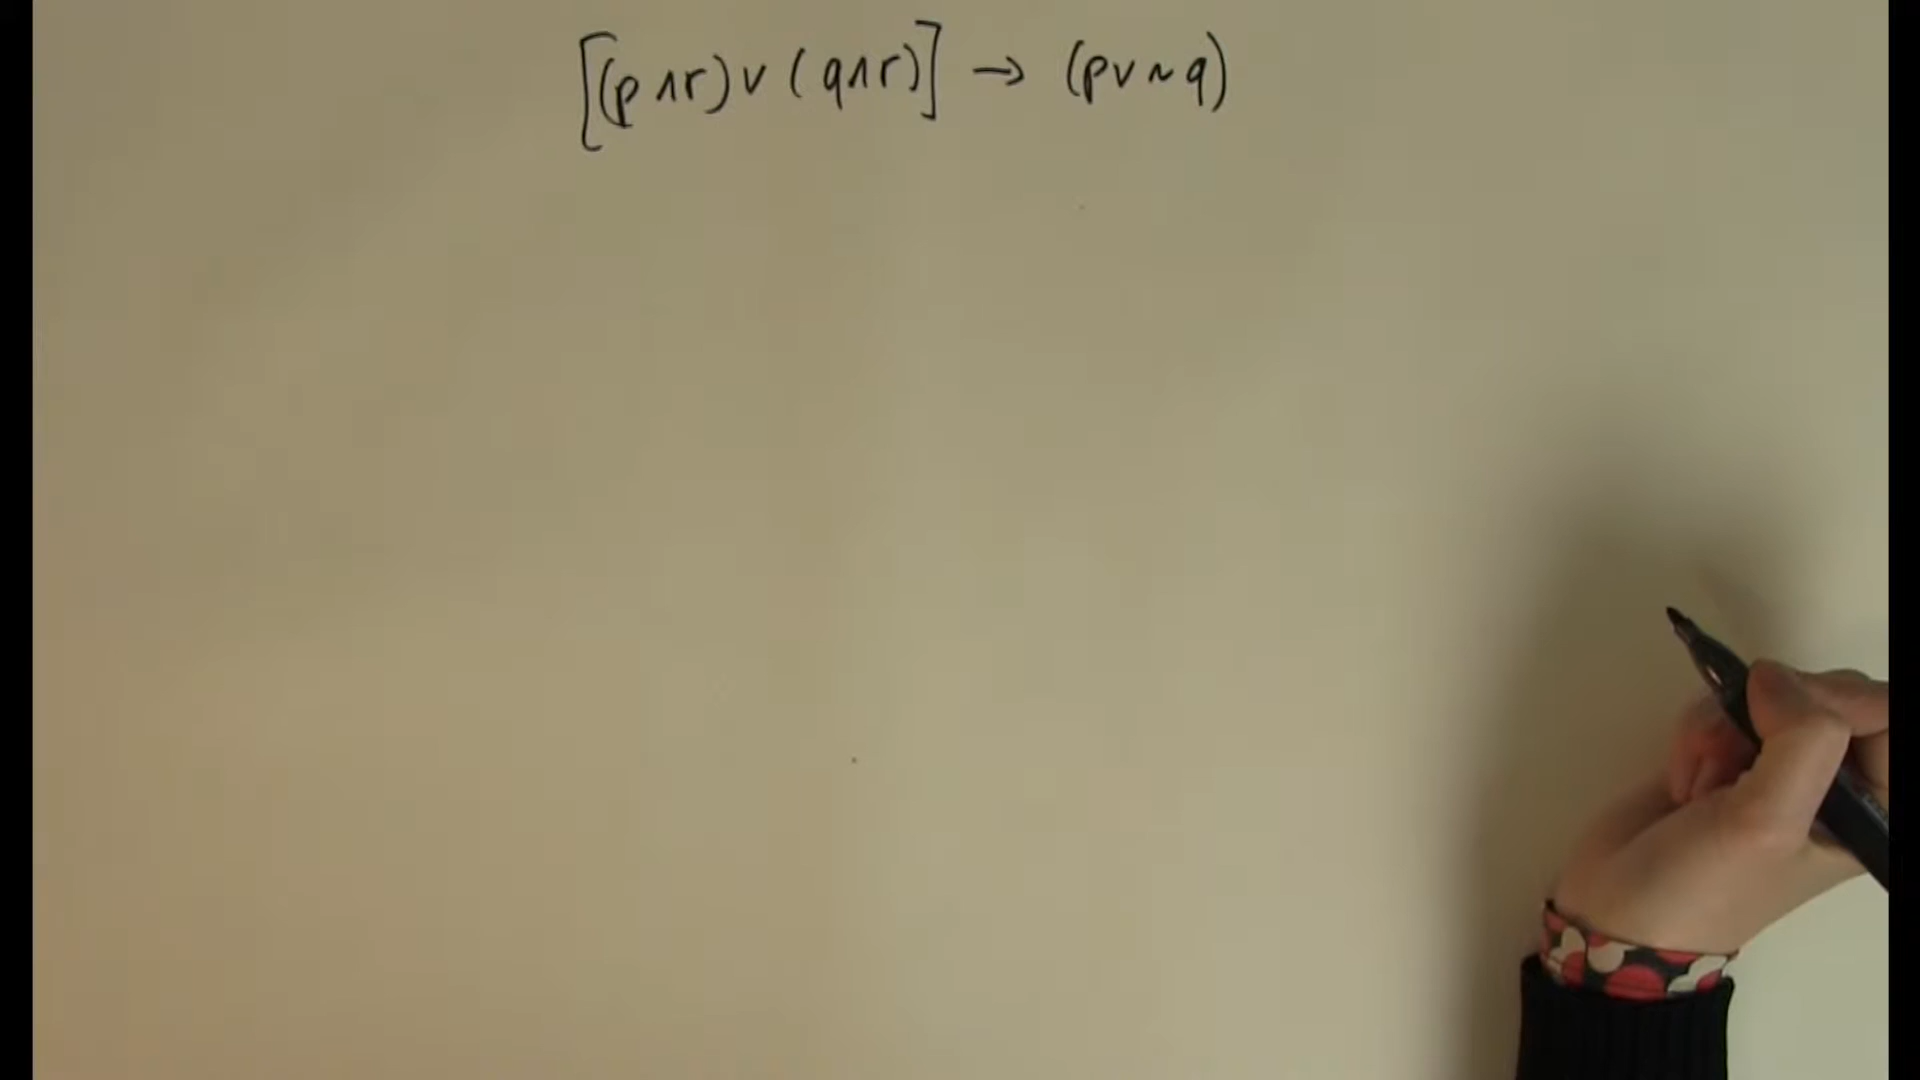 [(p ∧ r) ∨ (q ∧ r)] → (p ∨ ~ q)